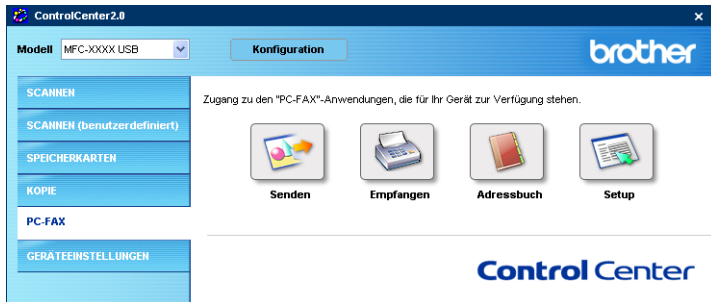 ControlCenter2.0
Modell MFC-XXXX USB
Konfiguration
brother
SCANNEN
SCANNEN (benutzerdefiniert)
SPEICHERKARTEN
KOPIE
PC-FAX
GERÄTEEINSTELLUNGEN
Zugang zu den "PC-FAX"-Anwendungen, die für Ihr Gerät zur Verfügung stehen.
Senden
Empfangen
Adressbuch
Setup
Control Center